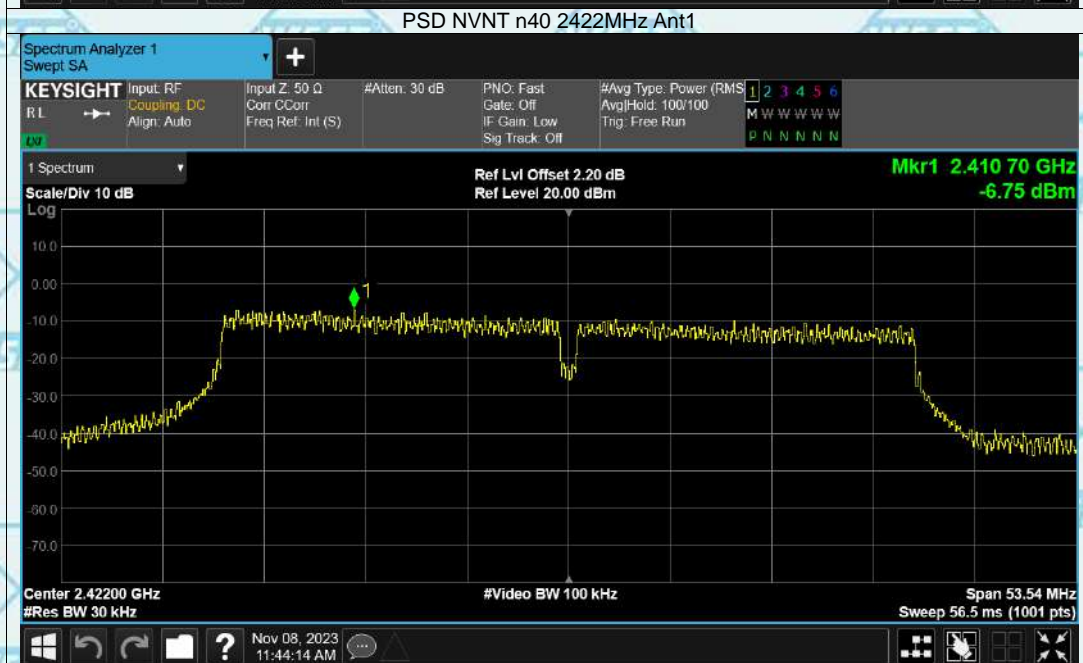 PSD NVNT n40 2422MHz Ant1
Spectrum Analyzer 1
Swept SA
+
KEYSIGHT
R L
LXI
Input: RF
Coupling: DC
Align: Auto
Input Z: 50 Ω
Corr CCorr
Freq Ref: Int (S)
#Atten: 30 dB
PNO: Fast
Gate: Off
IF Gain: Low
Sig Track: Off
#Avg Type: Power (RMS
Avg|Hold: 100/100
Trig: Free Run
1 2 3 4 5 6
M W W W W W
P N N N N N
1 Spectrum
Scale/Div 10 dB
Log
Ref Lvl Offset 2.20 dB
Ref Level 20.00 dBm
Mkr1 2.410 70 GHz
-6.75 dBm
10.0
0.00
-10.0
-20.0
-30.0
-40.0
-50.0
-60.0
-70.0
1
Center 2.42200 GHz
#Res BW 30 kHz
#Video BW 100 kHz
Span 53.54 MHz
Sweep 56.5 ms (1001 pts)
?
Nov 08, 2023
11:44:14 AM